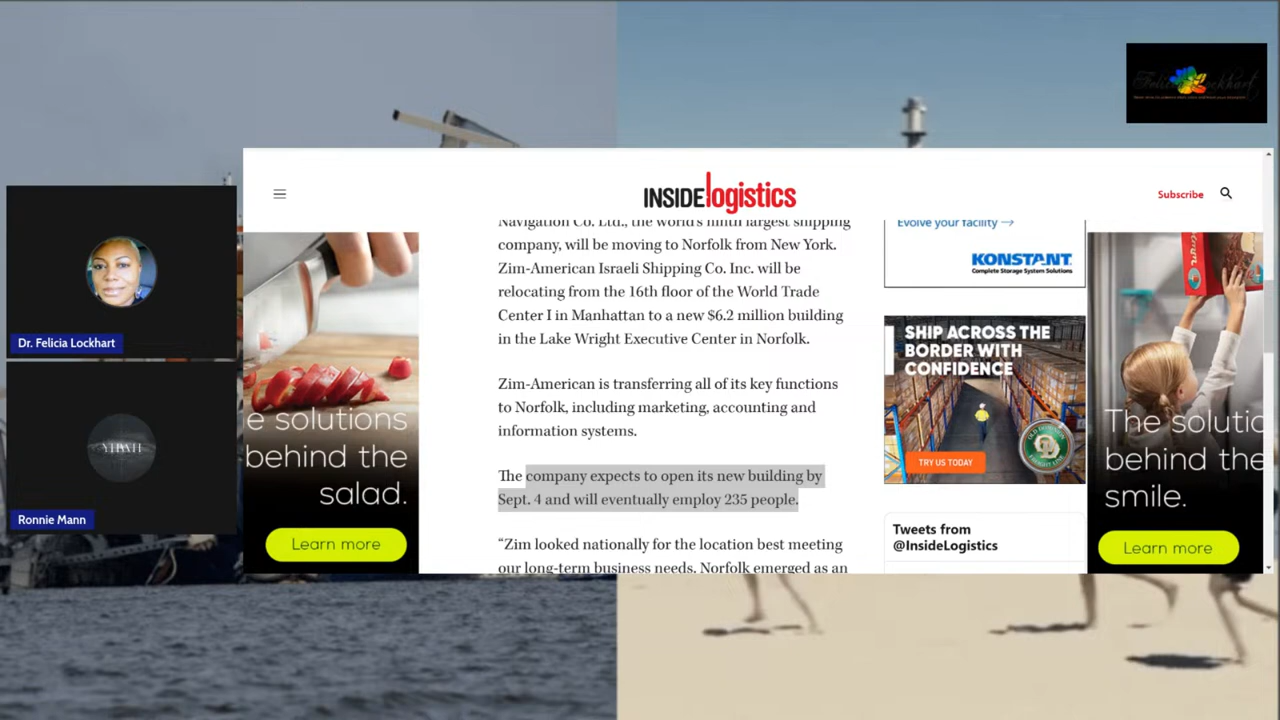 Lockhart
INSIDElogistics
Subscribe
Navigation Co. Ltd., the world's ninth largest shipping
company, will be moving to Norfolk from New York.
Zim-American Israeli Shipping Co. Inc. will be
relocating from the 16th floor of the World Trade
Center I in Manhattan to a new $6.2 million building
in the Lake Wright Executive Center in Norfolk.
Zim-American is transferring all of its key functions
to Norfolk, including marketing, accounting and
information systems.
The company expects to open its new building by
Sept. 4 and will eventually employ 235 people.
"Zim looked nationally for the location best meeting
our long-term business needs. Norfolk emerged as an
Dr. Felicia Lockhart
Ronnie Mann
e solutions
behind the
salad.
Learn more
Evolve your facility →
KONSTANT
Complete Storage System Solutions
SHIP ACROSS THE
BORDER WITH
CONFIDENCE
TRY US TODAY
Tweets from
@InsideLogistics
The solutio
behind the
smile.
Learn more